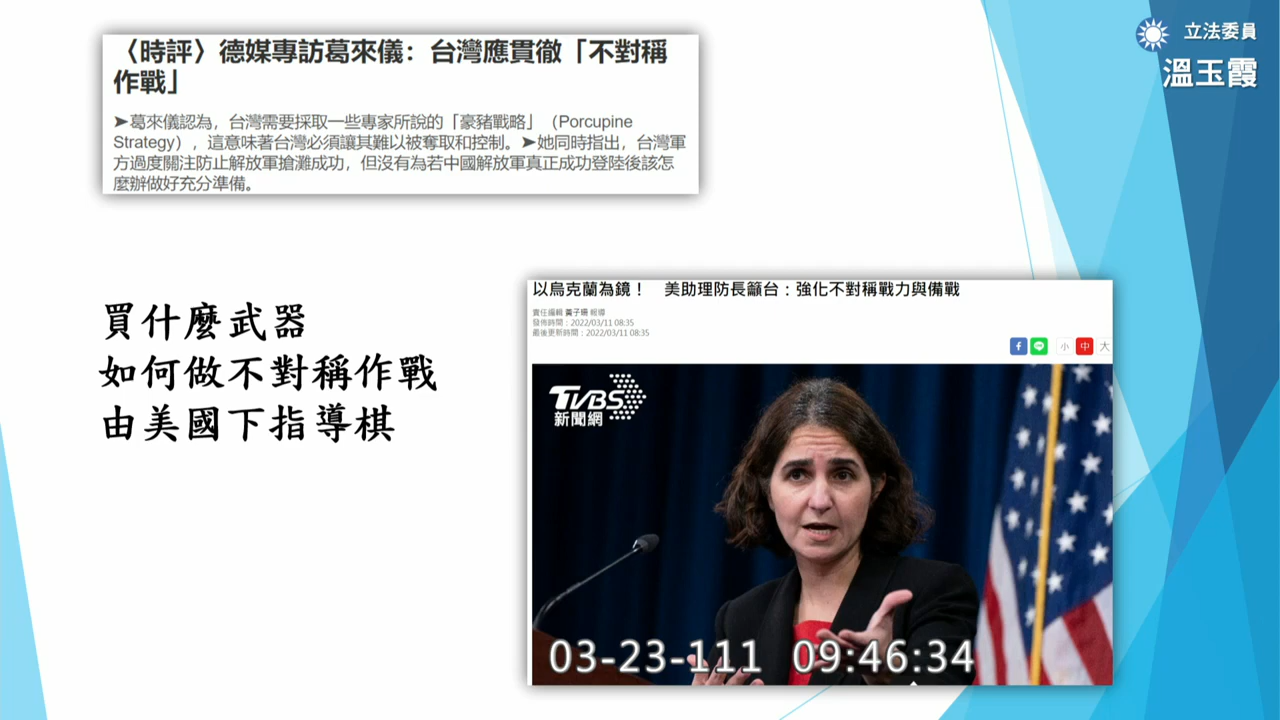 〈時評〉德媒專訪葛來儀：台灣應貫徹「不對稱
作戰」
➤葛來儀認為，台灣需要採取一些專家所說的「豪豬戰略」（Porcupine
Strategy），這意味著台灣必須讓其難以被奪取和控制。➤她同時指出，台灣軍
方過度關注防止解放軍搶灘成功，但沒有為若中國解放軍真正成功登陸後該怎
麼辦做好充分準備。
立法委員
溫玉霞
買什麼武器
如何做不對稱作戰
由美國下指導棋
以烏克蘭為鏡！ 美助理防長籲台：強化不對稱戰力與備戰
責任編輯 黃子珊 報導
發佈時間：2022/03/11 08:35
最後更新時間：2022/03/11 08:35
小 中 大
TVBS
新聞網
03-23-111 09:46:34